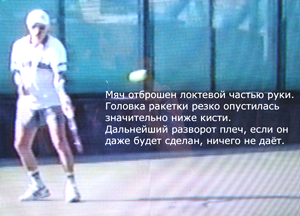 Мяч отброшен локтевой частью руки.
Головка ракетки резко опустилась
значительно ниже кисти.
Дальнейший разворот плеч, если он
даже будет сделан, ничего не даёт.